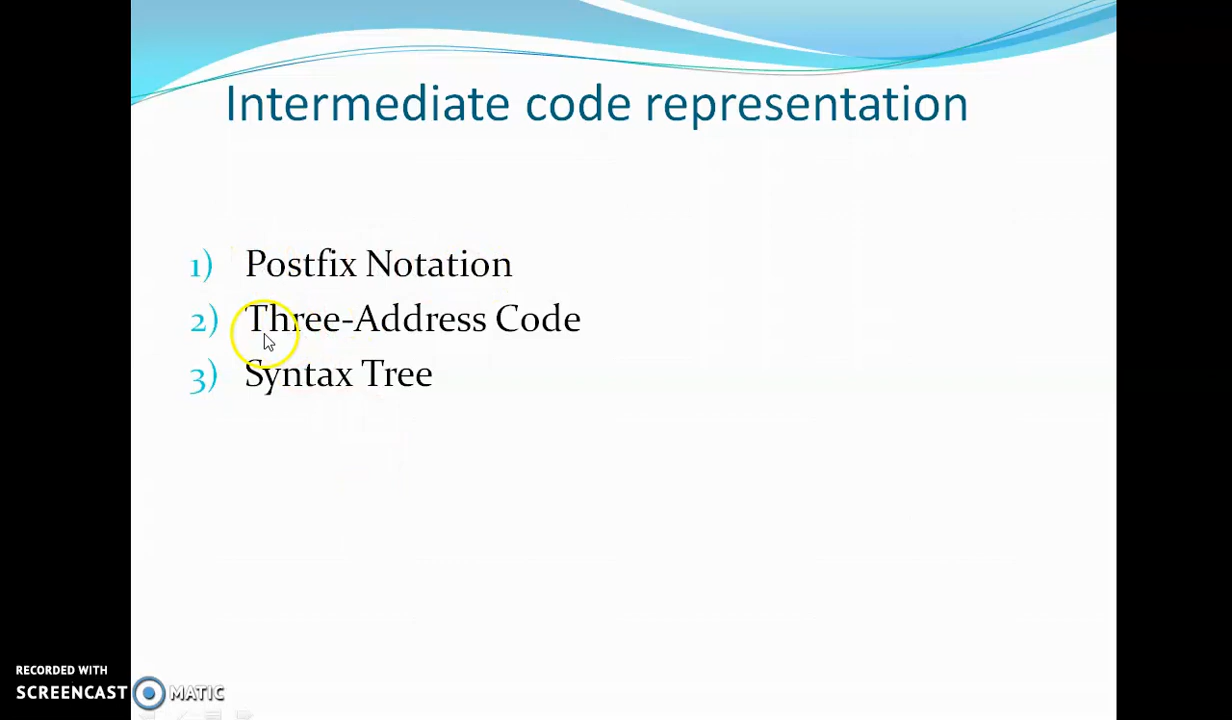 Intermediate code representation
1) Postfix Notation
2) Three-Address Code
3) Syntax Tree
RECORDED WITH
SCREENCAST MATIC